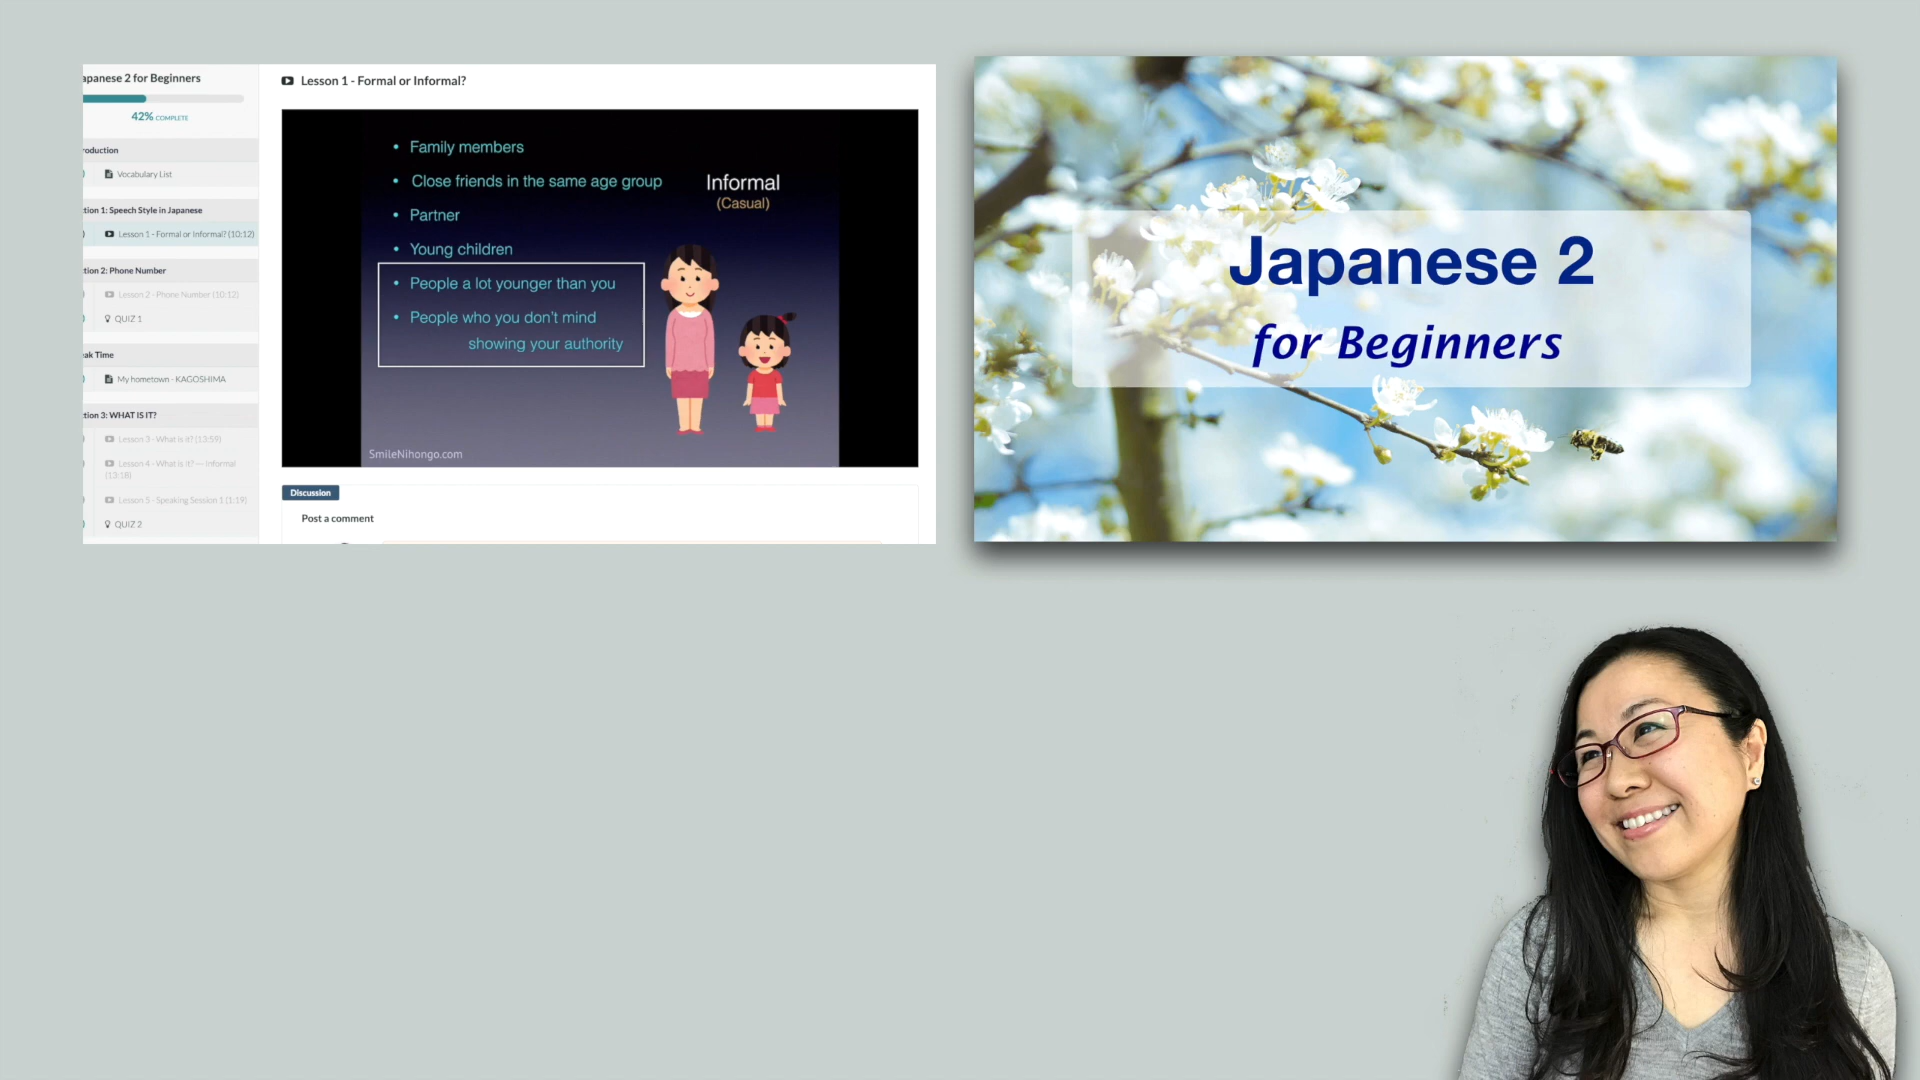 apanese 2 for Beginners
42% COMPLETE
roduction
Vocabulary List
tion 1: Speech Style in Japanese
Lesson 1 - Formal or Informal? (10:12)
tion 2: Phone Number
Lesson 2 - Phone Number (10:12)
QUIZ 1
ak Time
My hometown - KAGOSHIMA
tion 3: WHAT IS IT?
Lesson 3 - What is it? (13:59)
Lesson 4 - What is it? — Informal
(13:18)
Lesson 5 - Speaking Session 1 (1:19)
QUIZ 2
Lesson 1 - Formal or Informal?
• Family members
• Close friends in the same age group
• Partner
• Young children
• People a lot younger than you
• People who you don't mind
showing your authority
Informal
(Casual)
SmileNihongo.com
Discussion
Post a comment
Japanese 2
for Beginners